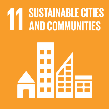 11 SUSTAINABLE CITIES
AND COMMUNITIES